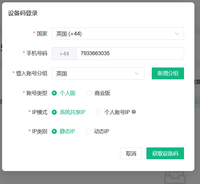 设备码登录
* 国家 英国 (+44)
* 手机号码 +44 7933663035
* 登入账号分组 英国 新增分组
* 账号类型 个人版 商业版
* IP模式 系统共享IP 个人账号IP
* IP类别 静态IP 动态IP
取消 获取设备码